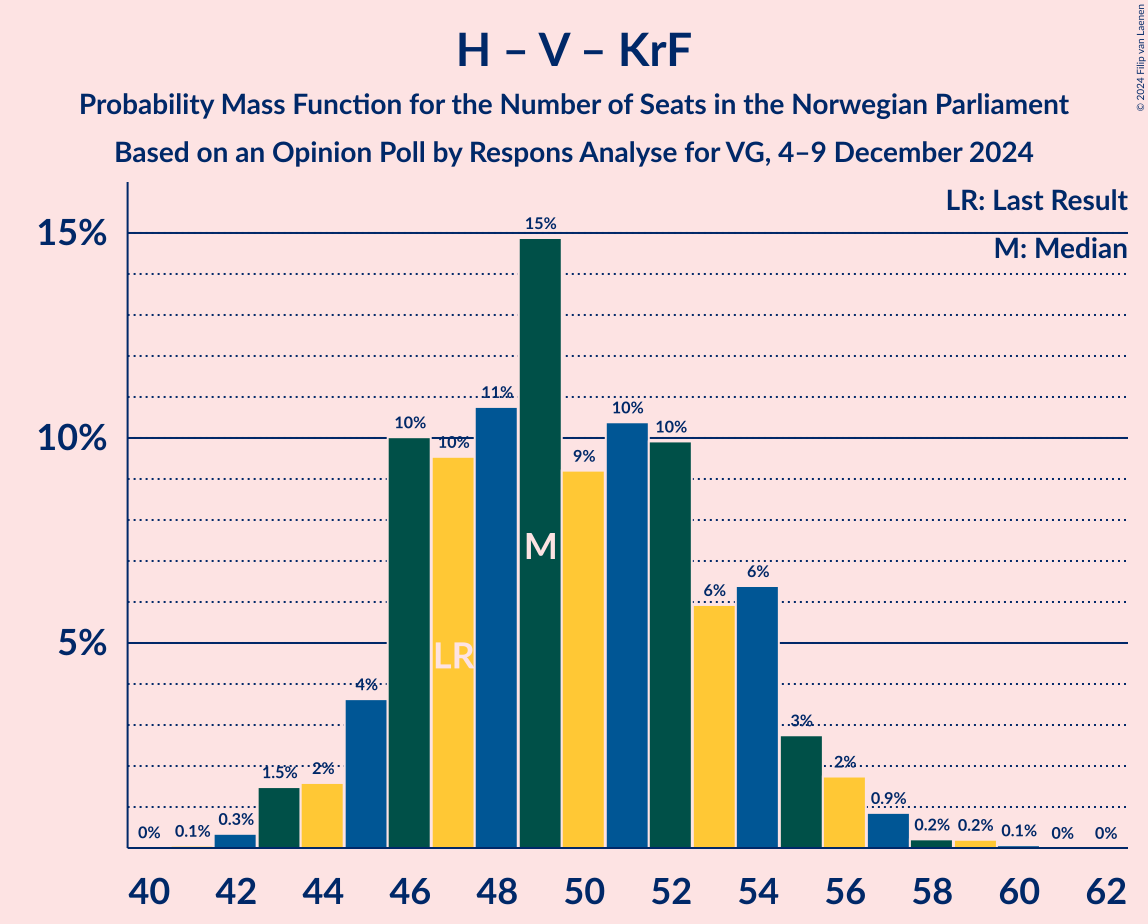 H – V – KrF
Probability Mass Function for the Number of Seats in the Norwegian Parliament
Based on an Opinion Poll by Respons Analyse for VG, 4–9 December 2024
© 2024 Filip van Laenen
LR: Last Result
M: Median
15%
10%
5%
0%
0.1%
0.3%
1.5%
2%
4%
10%
10%
11%
15%
9%
10%
10%
6%
6%
3%
2%
0.9%
0.2%
0.2%
0.1%
0%
0%
LR
M
40 42 44 46 48 50 52 54 56 58 60 62